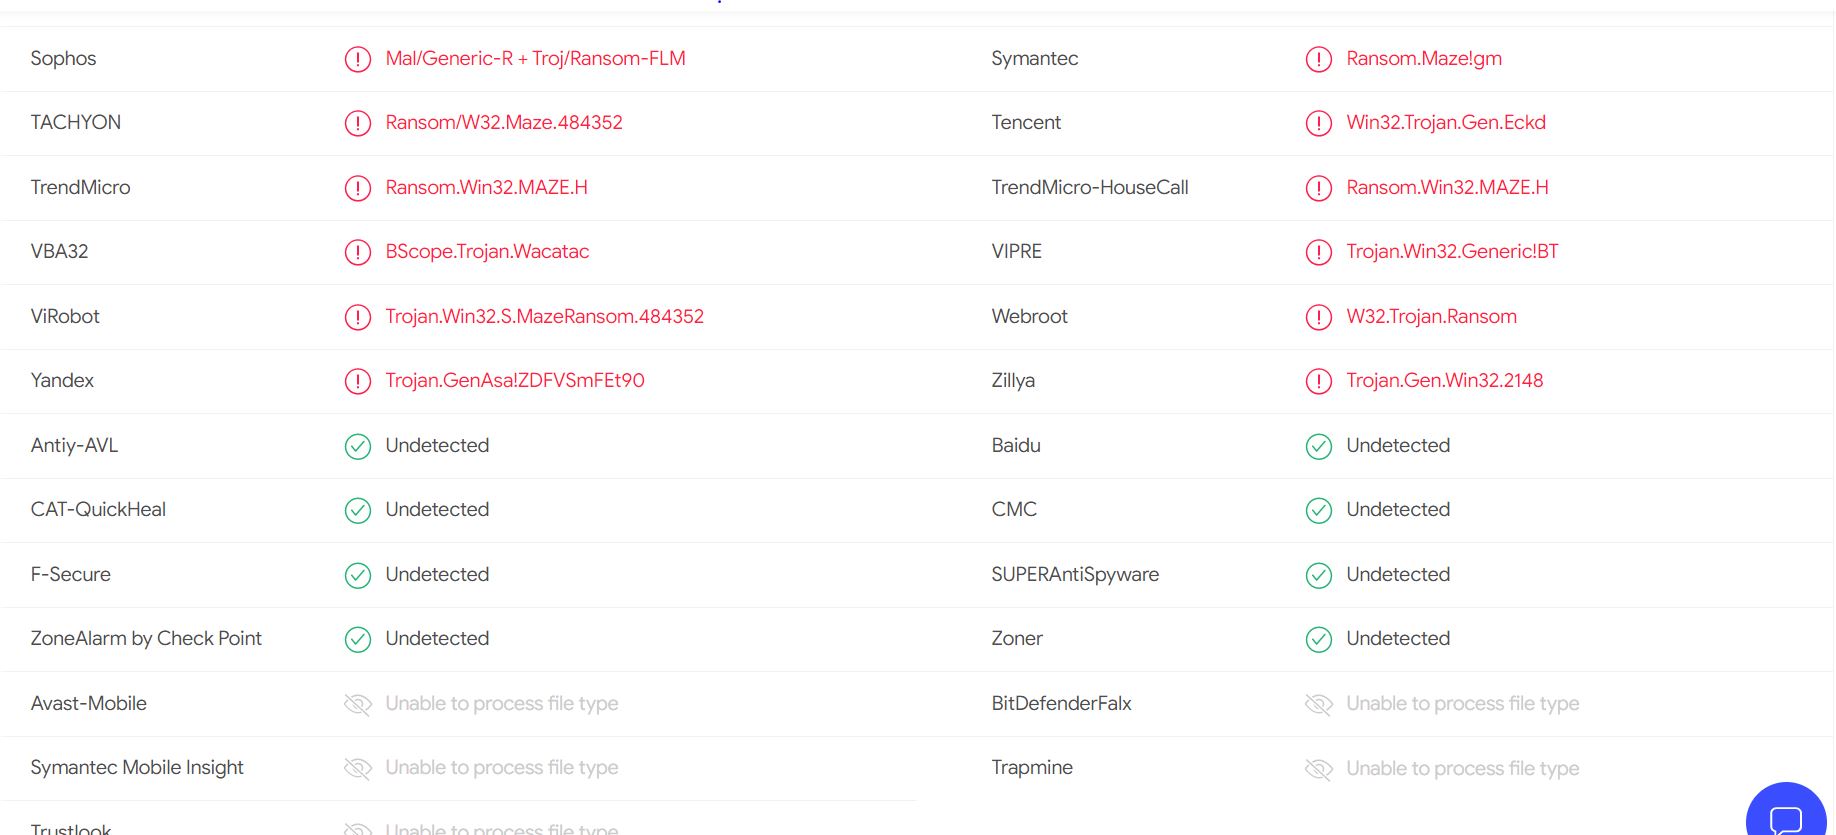 Sophos Mal/Generic-R + Troj/Ransom-FLM Symantec Ransom.Maze!gm
TACHYON Ransom/W32.Maze.484352 Tencent Win32.Trojan.Gen.Eckd
TrendMicro Ransom.Win32.MAZE.H TrendMicro-HouseCall Ransom.Win32.MAZE.H
VBA32 BScope.Trojan.Wacatac VIPRE Trojan.Win32.Generic!BT
ViRobot Trojan.Win32.S.MazeRansom.484352 Webroot W32.Trojan.Ransom
Yandex Trojan.GenAsa!ZDFVSmFEt90 Zillya Trojan.Gen.Win32.2148
Antiy-AVL Undetected Baidu Undetected
CAT-QuickHeal Undetected CMC Undetected
F-Secure Undetected SUPERAntiSpyware Undetected
ZoneAlarm by Check Point Undetected Zoner Undetected
Avast-Mobile Unable to process file type BitDefenderFalx Unable to process file type
Symantec Mobile Insight Unable to process file type Trapmine Unable to process file type
Trustlook Unable to process file type